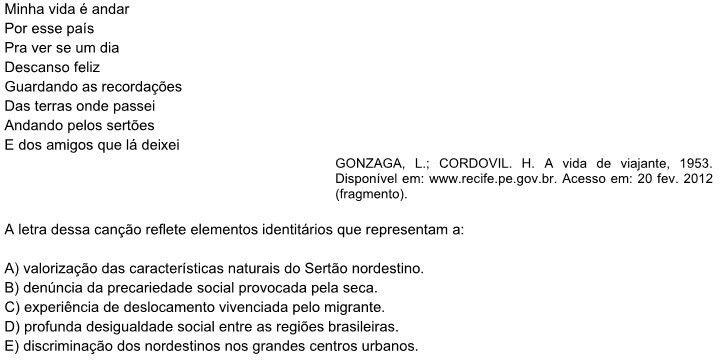 Minha vida é andar
Por esse país
Pra ver se um dia
Descanso feliz
Guardando as recordações
Das terras onde passei
Andando pelos sertões
E dos amigos que lá deixei
GONZAGA, L.; CORDOVIL. H. A vida de viajante, 1953.
Disponível em: www.recife.pe.gov.br. Acesso em: 20 fev. 2012
(fragmento).
A letra dessa canção reflete elementos identitários que representam a:
A) valorização das características naturais do Sertão nordestino.
B) denúncia da precariedade social provocada pela seca.
C) experiência de deslocamento vivenciada pelo migrante.
D) profunda desigualdade social entre as regiões brasileiras.
E) discriminação dos nordestinos nos grandes centros urbanos.